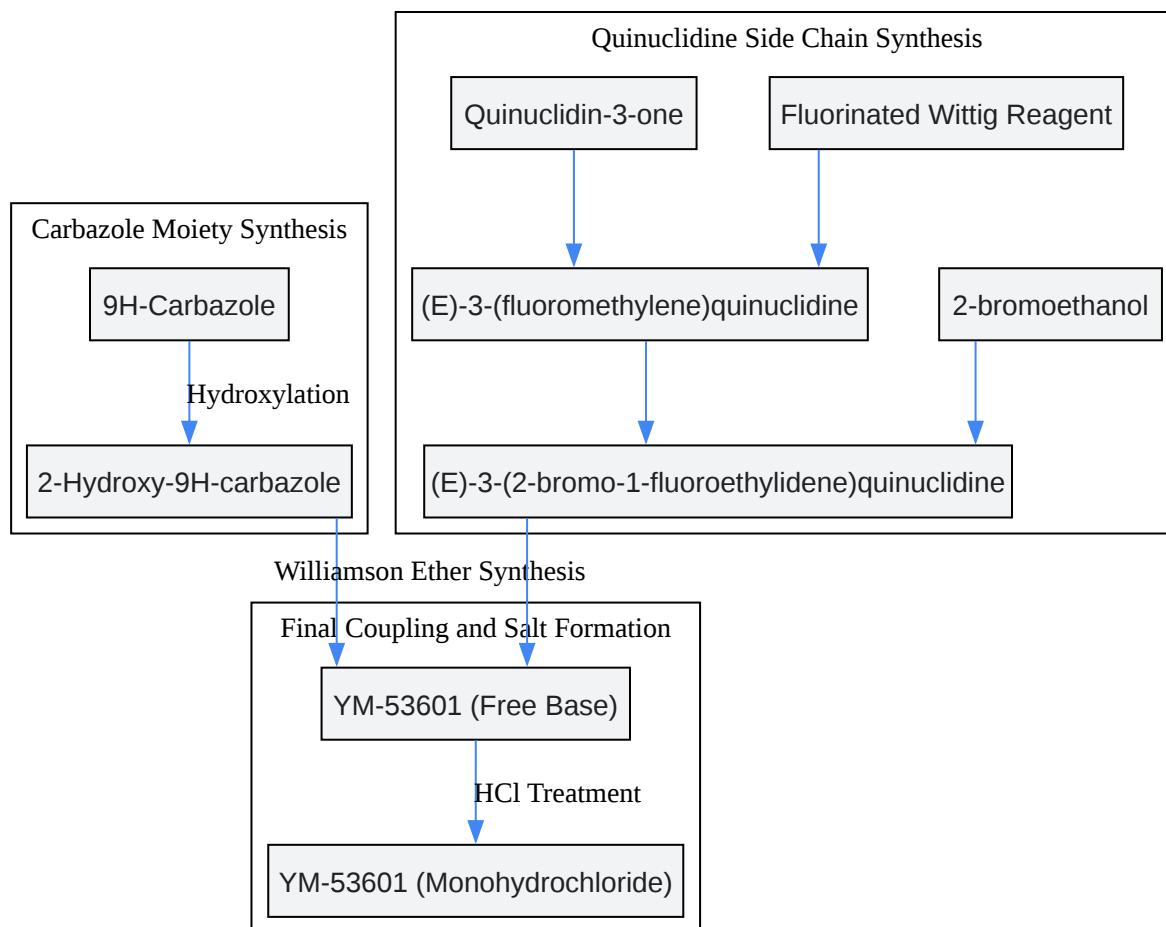 Quinuclidine Side Chain Synthesis
Quinuclidin-3-one
Fluorinated Wittig Reagent
Carbazole Moiety Synthesis
9H-Carbazole
(E)-3-(fluoromethylene)quinuclidine
2-bromoethanol
Hydroxylation
2-Hydroxy-9H-carbazole
(E)-3-(2-bromo-1-fluoroethylidene)quinuclidine
Williamson Ether Synthesis
Final Coupling and Salt Formation
YM-53601 (Free Base)
HCl Treatment
YM-53601 (Monohydrochloride)